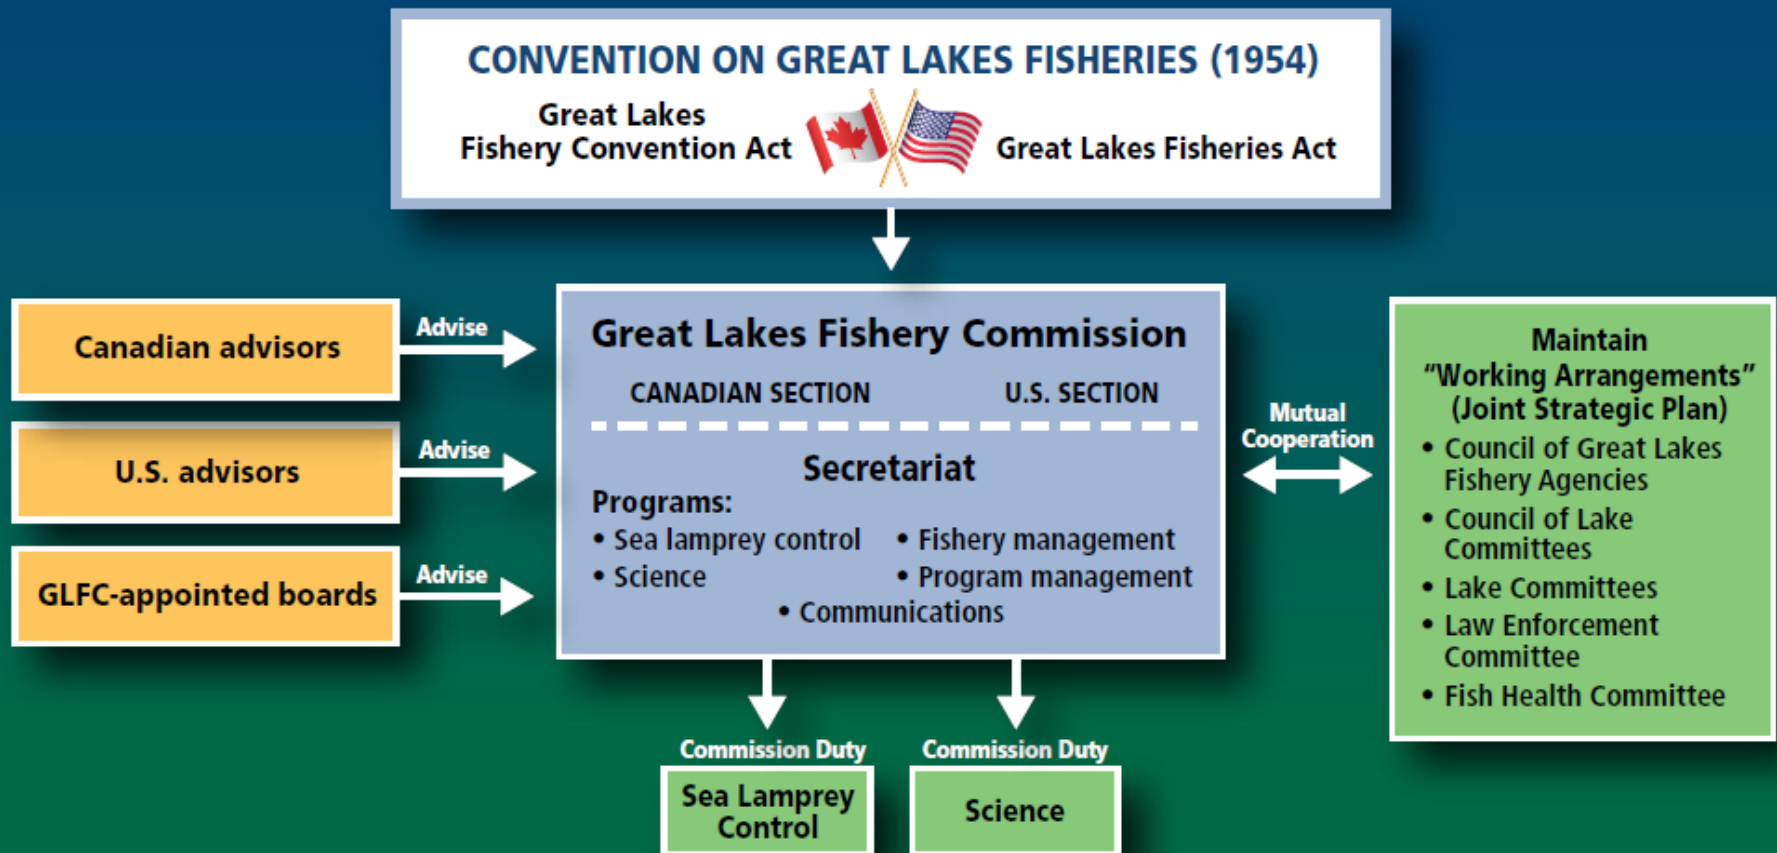 CONVENTION ON GREAT LAKES FISHERIES (1954)
Great Lakes
Fishery Convention Act
Great Lakes Fisheries Act
Canadian advisors
Advise
U.S. advisors
Advise
GLFC-appointed boards
Advise
Great Lakes Fishery Commission
CANADIAN SECTION U.S. SECTION
Secretariat
Programs:
• Sea lamprey control • Fishery management
• Science • Program management
• Communications
Mutual
Cooperation
Maintain
“Working Arrangements”
(Joint Strategic Plan)
• Council of Great Lakes
Fishery Agencies
• Council of Lake
Committees
• Lake Committees
• Law Enforcement
Committee
• Fish Health Committee
Commission Duty
Sea Lamprey
Control
Commission Duty
Science